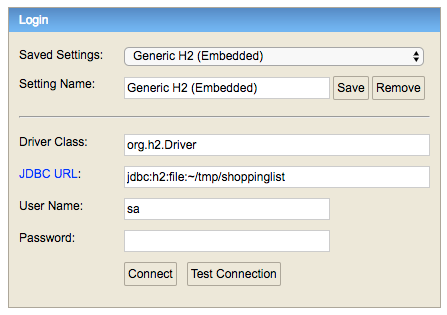 Login
Saved Settings: Generic H2 (Embedded)
Setting Name: Generic H2 (Embedded) Save Remove
Driver Class: org.h2.Driver
JDBC URL: jdbc:h2:file:~/tmp/shoppinglist
User Name: sa
Password:
Connect Test Connection